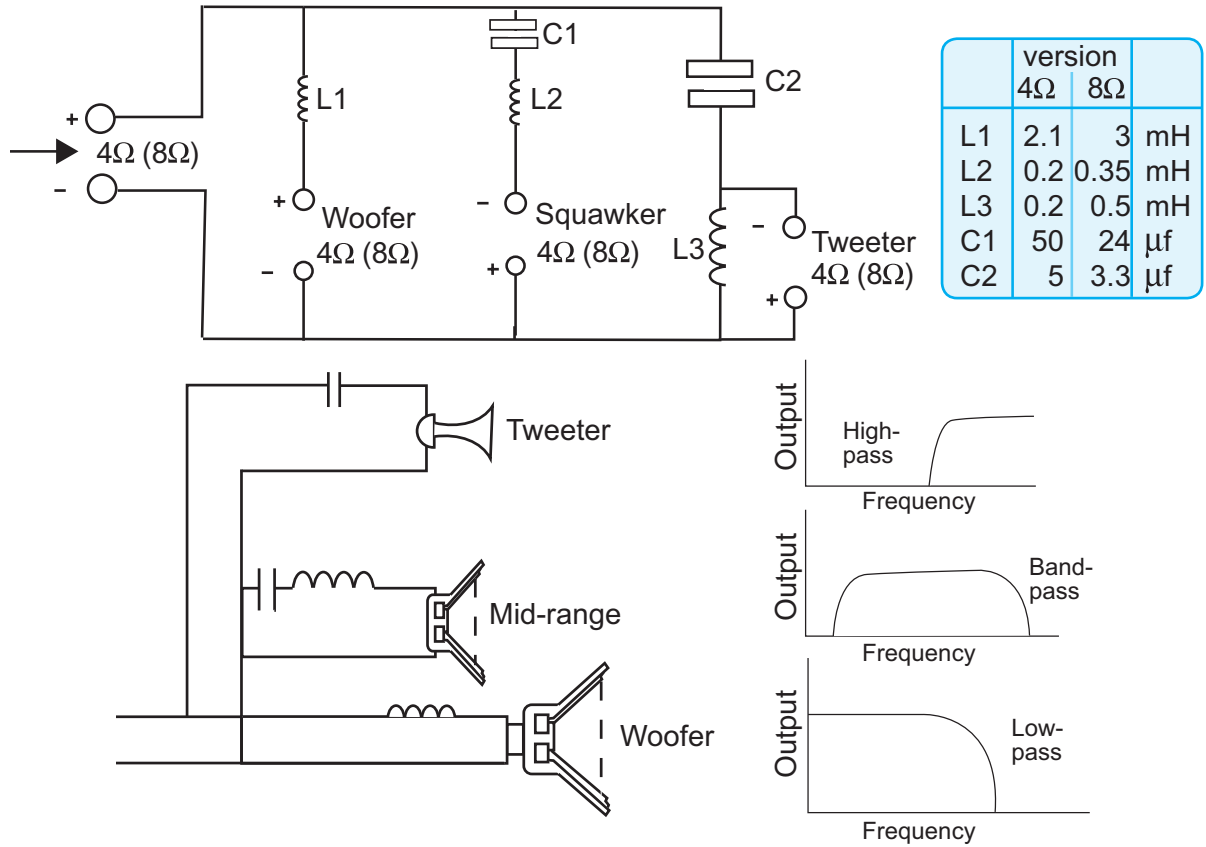 C1
L1
L2
C2
+
4Ω (8Ω)
−
+
Woofer
4Ω (8Ω)
−
−
Squawker
4Ω (8Ω)
+
L3
−
Tweeter
4Ω (8Ω)
+
version
4Ω 8Ω
L1 2.1 3 mH
L2 0.2 0.35 mH
L3 0.2 0.5 mH
C1 50 24 μf
C2 5 3.3 μf
Tweeter
Mid-range
Woofer
Output
High-
pass
Frequency
Output
Band-
pass
Frequency
Output
Low-
pass
Frequency